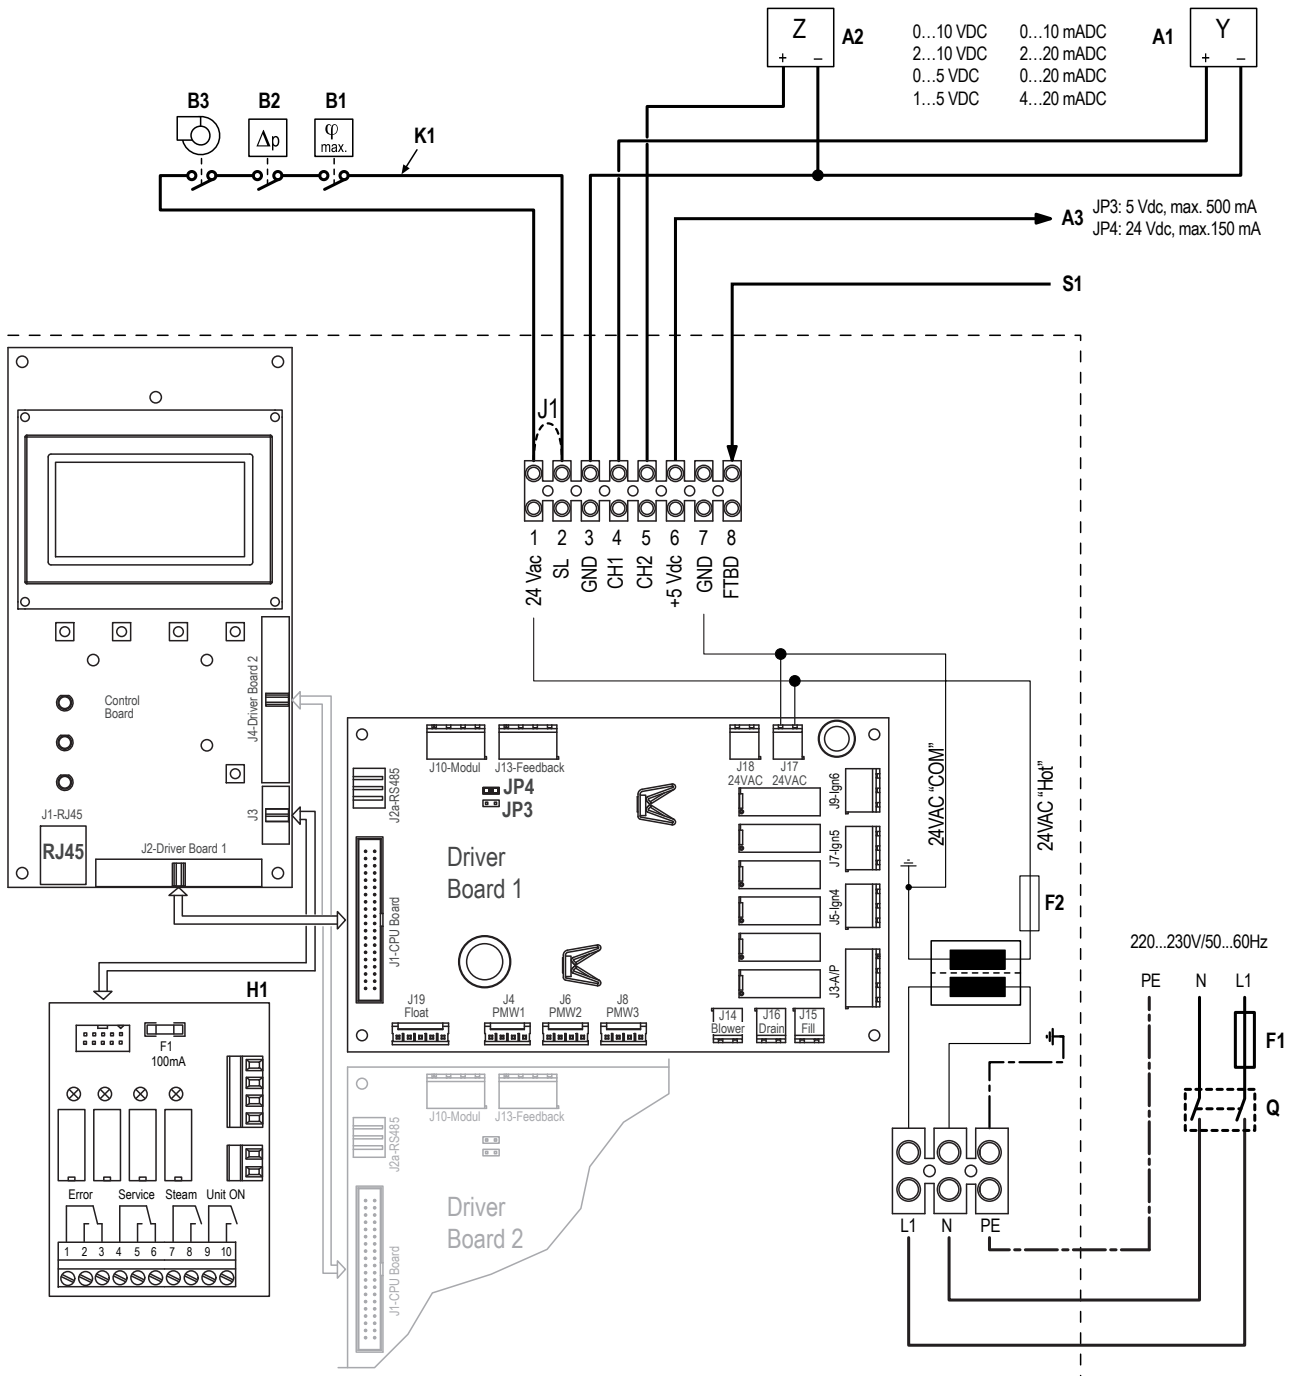 Z
A2
0...10 VDC 0...10 mADC
2...10 VDC 2...20 mADC
0...5 VDC 0...20 mADC
1...5 VDC 4...20 mADC
A1
Y
+ –
+ –
B3
B2
B1
Δp
φ
max.
K1
A3
JP3: 5 Vdc, max. 500 mA
JP4: 24 Vdc, max.150 mA
S1
J1
1 2 3 4 5 6 7 8
24 Vac
SL
GND
CH1
CH2
+5 Vdc
GND
FTBD
Control
Board
J4-Driver Board 2
J3
J1-RJ45
RJ45
J2-Driver Board 1
J10-Modul
J13-Feedback
J18
24VAC
J17
24VAC
J2a-RS485
JP4
JP3
J9-Ign6
J7-Ign5
J5-Ign4
J3-A/P
Driver
Board 1
J1-CPU Board
J19
Float
J4
PMW1
J6
PMW2
J8
PMW3
J14
Blower
J16
Drain
J15
Fill
24VAC "COM"
24VAC "Hot"
F2
220...230V/50...60Hz
PE
N
L1
F1
Q
L1
N
PE
H1
F1
100mA
Error
Service
Steam
Unit ON
1 2 3 4 5 6 7 8 9 10
J10-Modul
J13-Feedback
J2a-RS485
Driver
Board 2
J1-CPU Board